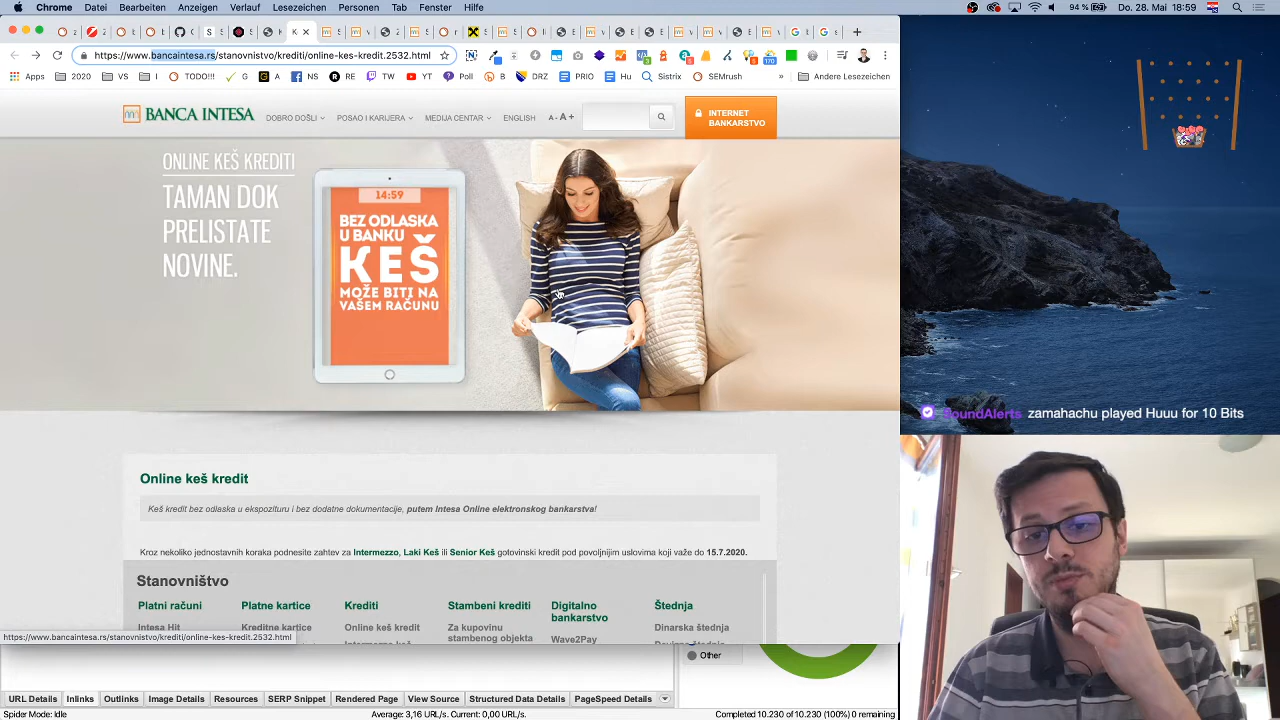 Chrome Datei Bearbeiten Anzeigen Verlauf Lesezeichen Personen Tab Fenster Hilfe
94 % Do. 28. Mai 18:59
https://www.bancaintesa.rs/stanovnistvo/krediti/online-kes-kredit.2532.html
Apps 2020 VS TODO!!! G A NS RE TW YT Poll B DRZ PRIO Hu Sistrix SEMrush » Andere Lesezeichen
BANCA INTESA
DOBRO DOŠLI POSAO I KARIJERA MEDIJA CENTAR ENGLISH A - A +
INTERNET
BANKARSTVO
ONLINE KEŠ KREDITI
TAMAN DOK
PRELISTATE
NOVINE.
14:59
BEZ ODLASKA
U BANKU
KEŠ
MOŽE BITI NA
VAŠEM RAČUNU
Online keš kredit
Keš kredit bez odlaska u ekspozituru i bez dodatne dokumentacije, putem Intesa Online elektronskog bankarstva!
Kroz nekoliko jednostavnih koraka podnesite zahtev za Intermezzo, Laki Keš ili Senior Keš gotovinski kredit pod povoljnijim uslovima koji važe do 15.7.2020.
Stanovništvo
Platni računi Platne kartice Krediti Stambeni krediti Digitalno bankarstvo Štednja
Intesa Hit Kreditne kartice Online keš kredit Za kupovinu stambenog objekta Wave2Pay Dinarska štednja
https://www.bancaintesa.rs/stanovnistvo/krediti/online-kes-kredit.2532.html
Other
URL Details Inlinks Outlinks Image Details Resources SERP Snippet Rendered Page View Source Structured Data Details PageSpeed Details
Spider Mode: Idle Average: 3,16 URL/s. Current: 0,00 URL/s. Completed 10.230 of 10.230 (100%) 0 remaining
SoundAlerts zamahachu played Huuu for 10 Bits